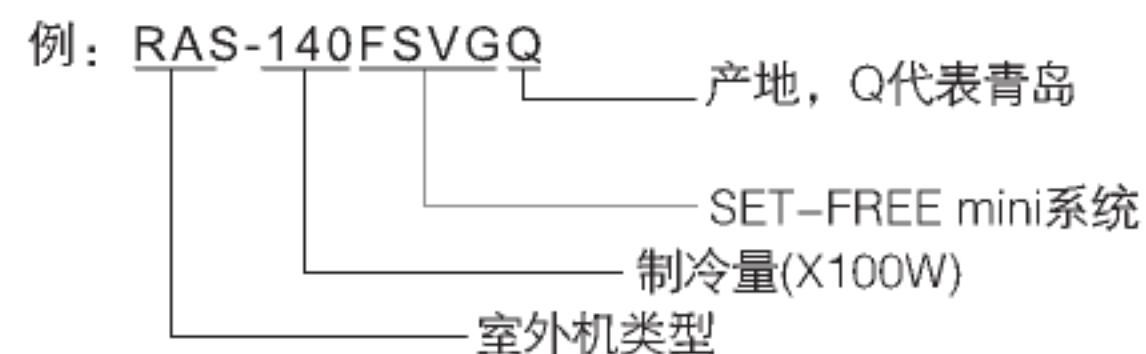 例：RAS-140FSVGQ
产地，Q代表青岛
SET-FREE mini系统
制冷量(X100W)
室外机类型